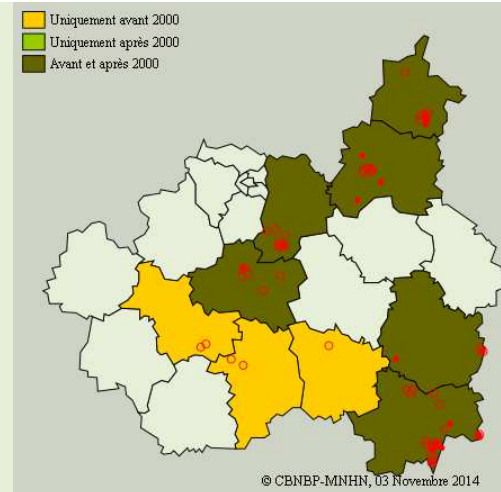 Uniquement avant 2000
Uniquement après 2000
Avant et après 2000
© CBNBP-MNHN, 03 Novembre 2014